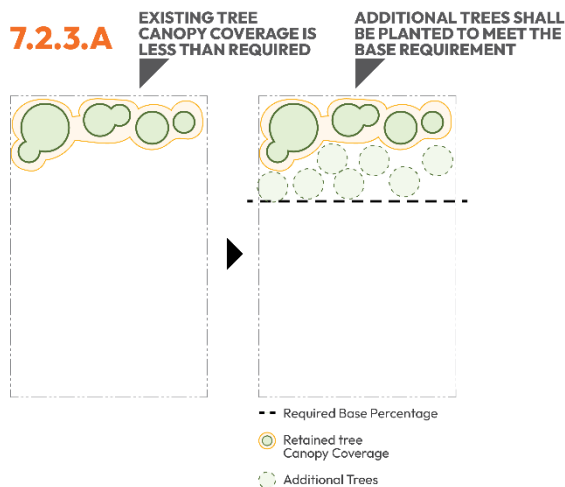 7.2.3.A
EXISTING TREE
CANOPY COVERAGE IS
LESS THAN REQUIRED
ADDITIONAL TREES SHALL
BE PLANTED TO MEET THE
BASE REQUIREMENT
Required Base Percentage
Retained tree
Canopy Coverage
Additional Trees